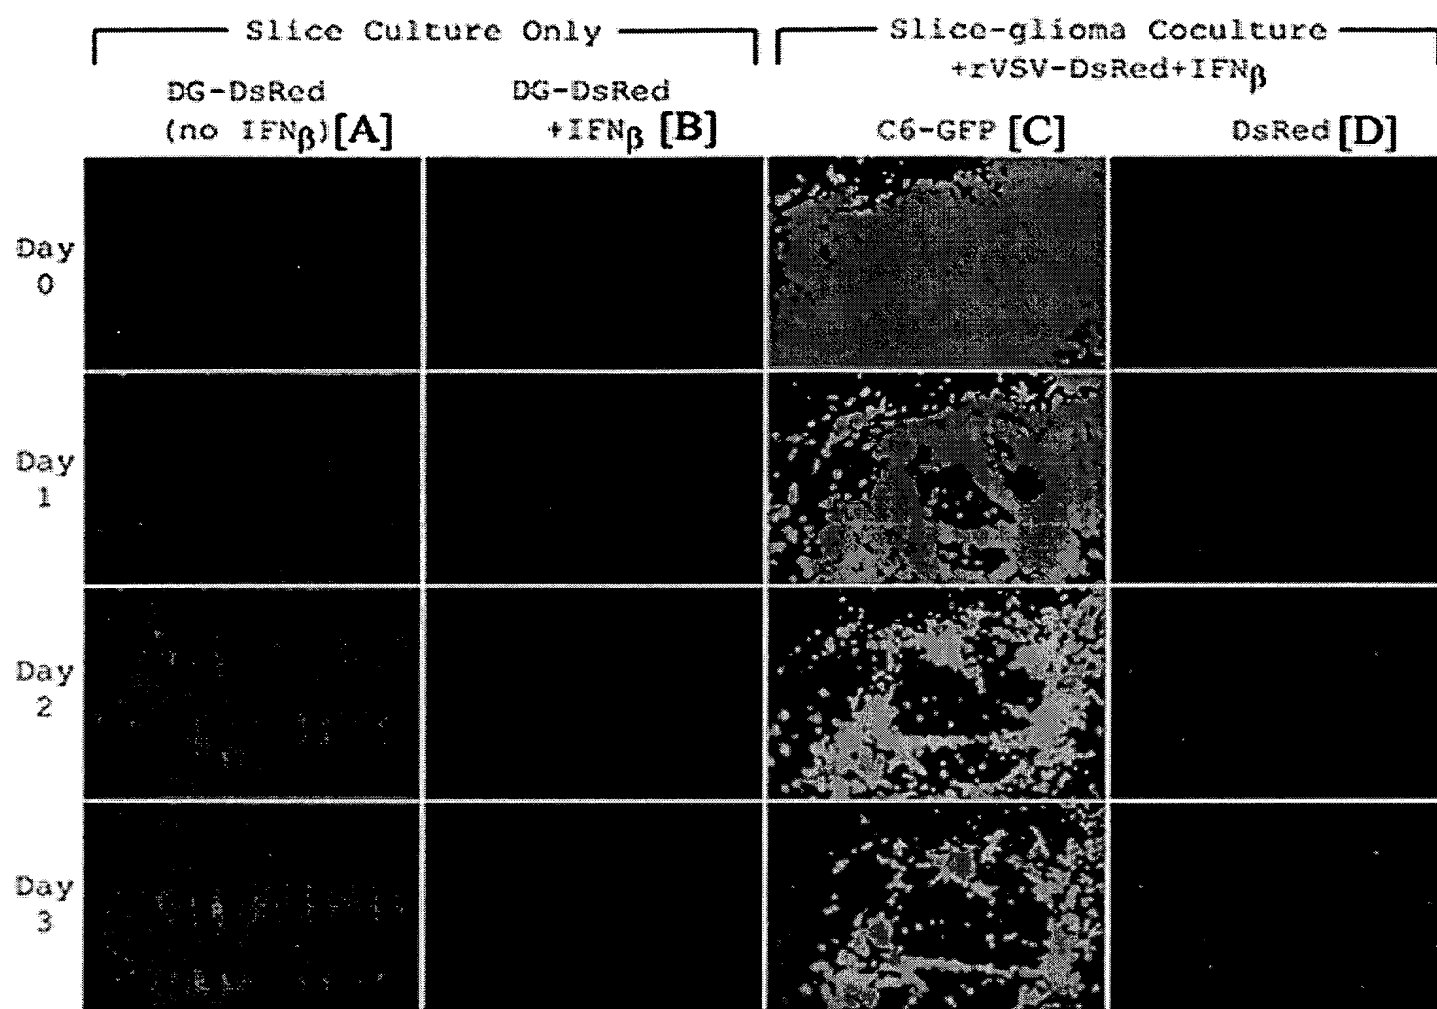 Slice Culture Only
Slice-glioma Coculture
+rVSV-DsRed+IFNβ
DG-DsRed
(no IFNβ) [A]
DG-DsRed
+IFNβ [B]
C6-GFP [C]
DsRed [D]
Day
0
Day
1
Day
2
Day
3